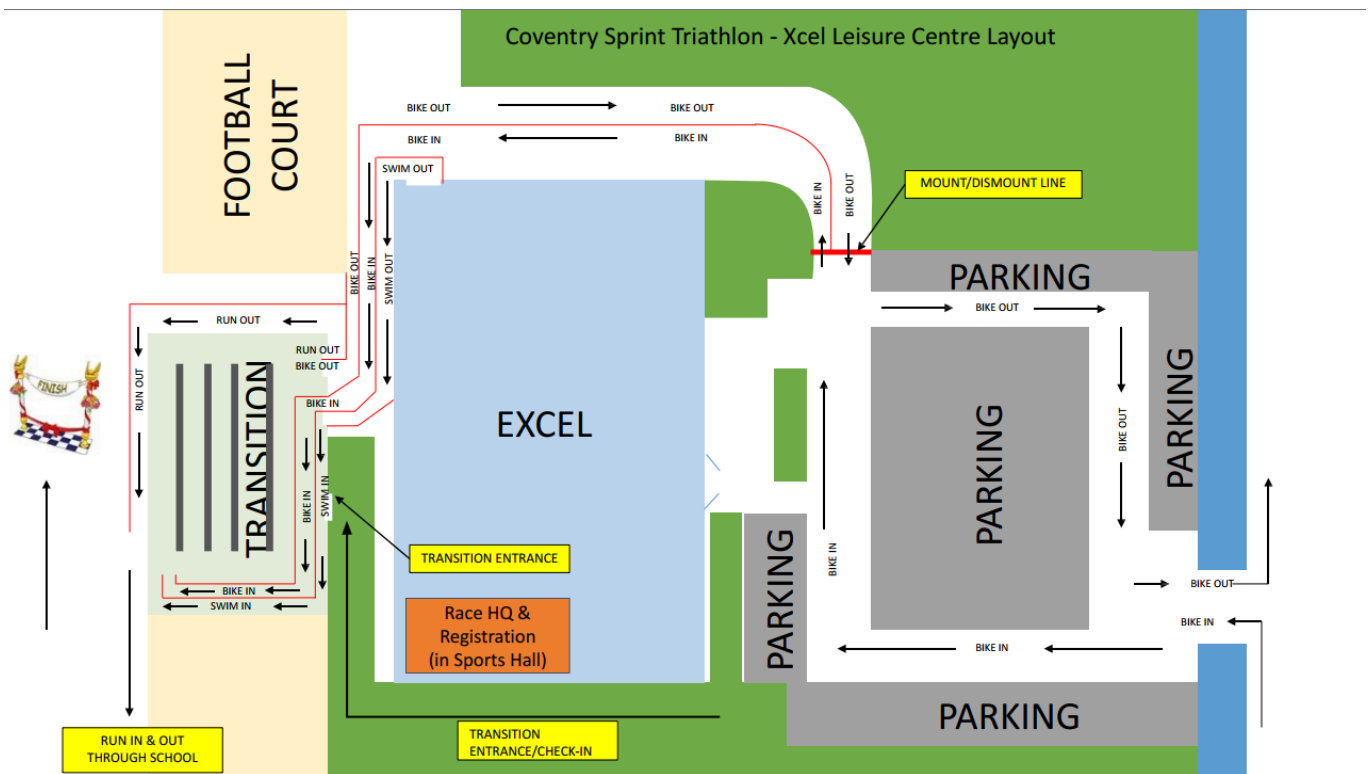 Coventry Sprint Triathlon - Xcel Leisure Centre Layout
FOOTBALL
COURT
BIKE OUT
BIKE OUT
BIKE IN
BIKE IN
SWIM OUT
MOUNT/DISMOUNT LINE
BIKE IN
BIKE OUT
BIKE OUT
BIKE IN
SWIM OUT
PARKING
BIKE OUT
RUN OUT
RUN OUT
BIKE OUT
FINISH
RUN OUT
TRANSITION
BIKE IN
EXCEL
PARKING
BIKE OUT
PARKING
BIKE IN
SWIM IN
TRANSITION ENTRANCE
BIKE IN
PARKING
BIKE OUT
BIKE IN
SWIM IN
Race HQ &
Registration
(in Sports Hall)
BIKE IN
BIKE IN
PARKING
RUN IN & OUT
THROUGH SCHOOL
TRANSITION
ENTRANCE/CHECK-IN